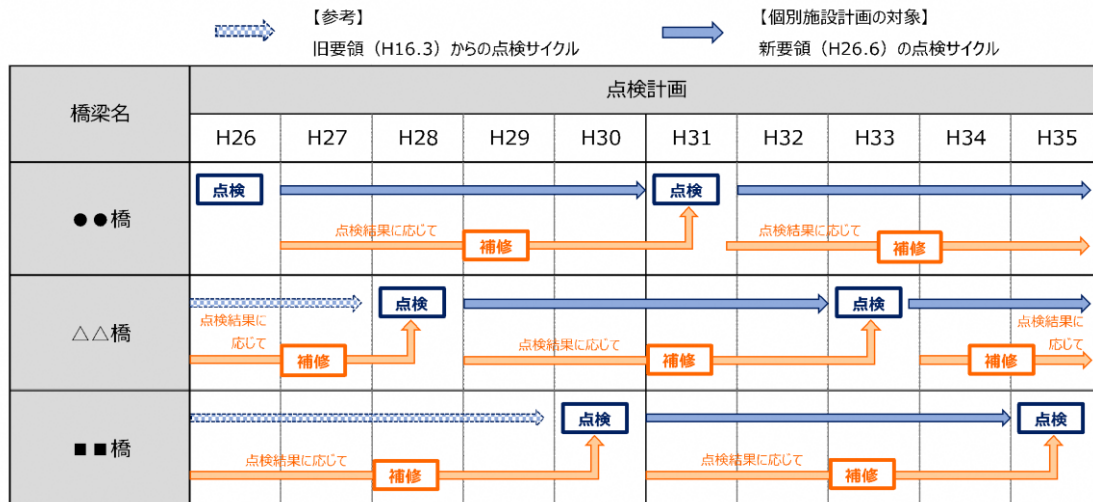 【参考】
旧要領（H16.3）からの点検サイクル
【個別施設計画の対象】
新要領（H26.6）の点検サイクル
橋梁名
点検計画
H26 H27 H28 H29 H30 H31 H32 H33 H34 H35
●●橋
点検 点検
点検結果に応じて 補修 点検結果に応じて 補修
△△橋
点検 点検
点検結果に
応じて
補修
点検結果に応じて 補修
点検結果に
応じて
補修
■■橋
点検 点検
点検結果に応じて 補修 点検結果に応じて 補修